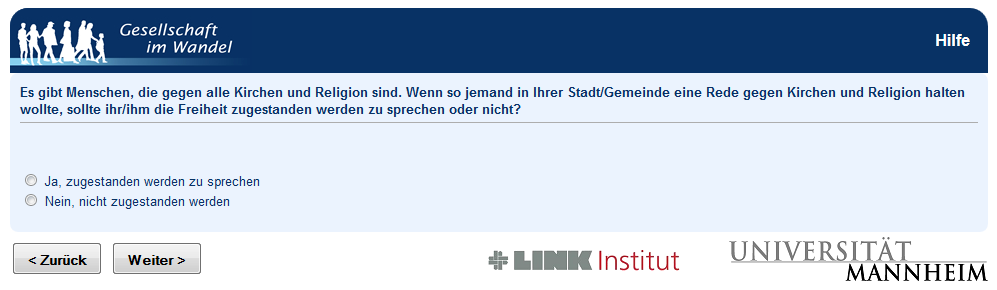 Gesellschaft
im Wandel
Hilfe
Es gibt Menschen, die gegen alle Kirchen und Religion sind. Wenn so jemand in Ihrer Stadt/Gemeinde eine Rede gegen Kirchen und Religion halten
wollte, sollte ihr/ihm die Freiheit zugestanden werden zu sprechen oder nicht?
Ja, zugestanden werden zu sprechen
Nein, nicht zugestanden werden
< Zurück
Weiter >
LINK Institut
UNIVERSITÄT
MANNHEIM